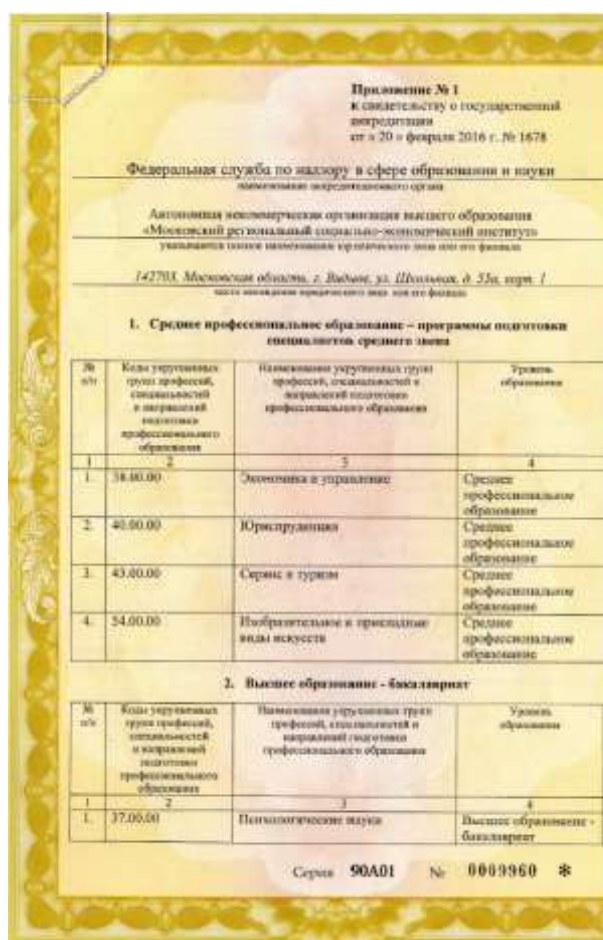 Приложение № 1
к свидетельству о государственной
аккредитации
от « 20 » февраля 2016 г. № 1678
Федеральная служба по надзору в сфере образования и науки
наименование аккредитационного органа
Автономная некоммерческая организация высшего образования
«Московский региональный социально-экономический институт»
указывается полное наименование юридического лица или его филиала
142703, Московская область, г. Видное, ул. Школьная, д. 55а, корп. 1
место нахождения юридического лица или его филиала
1. Среднее профессиональное образование – программы подготовки
специалистов среднего звена
№
п/п
Коды укрупненных
групп профессий,
специальностей
и направлений
подготовки
профессионального
образования
Наименования укрупненных групп
профессий, специальностей и
направлений подготовки
профессионального образования
Уровень
образования
1 2 3 4
1. 38.00.00 Экономика и управление Среднее
профессиональное
образование
2. 40.00.00 Юриспруденция Среднее
профессиональное
образование
3. 43.00.00 Сервис и туризм Среднее
профессиональное
образование
4. 54.00.00 Изобразительное и прикладные Среднее
виды искусств профессиональное
образование
2. Высшее образование - бакалавриат
№
п/п
Коды укрупненных
групп профессий,
специальностей
и направлений
подготовки
профессионального
образования
Наименования укрупненных групп
профессий, специальностей и
направлений подготовки
профессионального образования
Уровень
образования
1 2 3 4
1. 37.00.00 Психологические науки Высшее образование -
бакалавриат
Серия 90А01 № 0009960 *